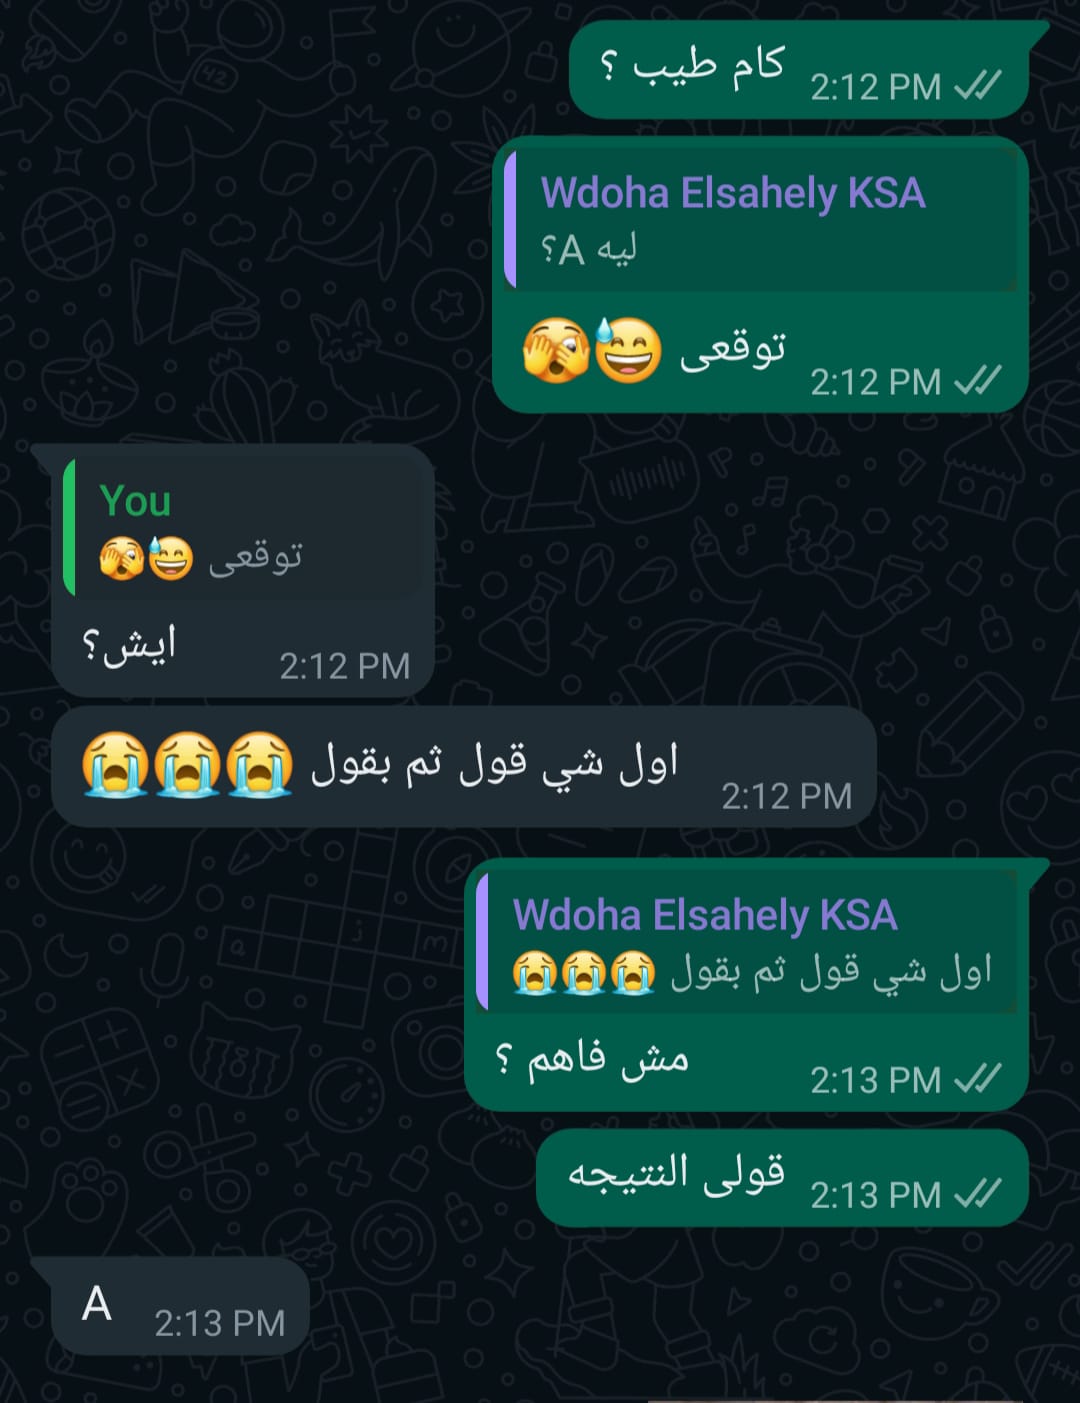 كام طيب ؟
2:12 PM
Wdoha Elsahely KSA
ليه A؟
توقعى 😅🫣
2:12 PM
You
توقعى 😅🫣
ايش؟
2:12 PM
اول شي قول ثم بقول 😭😭😭
2:12 PM
Wdoha Elsahely KSA
اول شي قول ثم بقول 😭😭😭
مش فاهم ؟
2:13 PM
قولى النتيجه
2:13 PM
A
2:13 PM